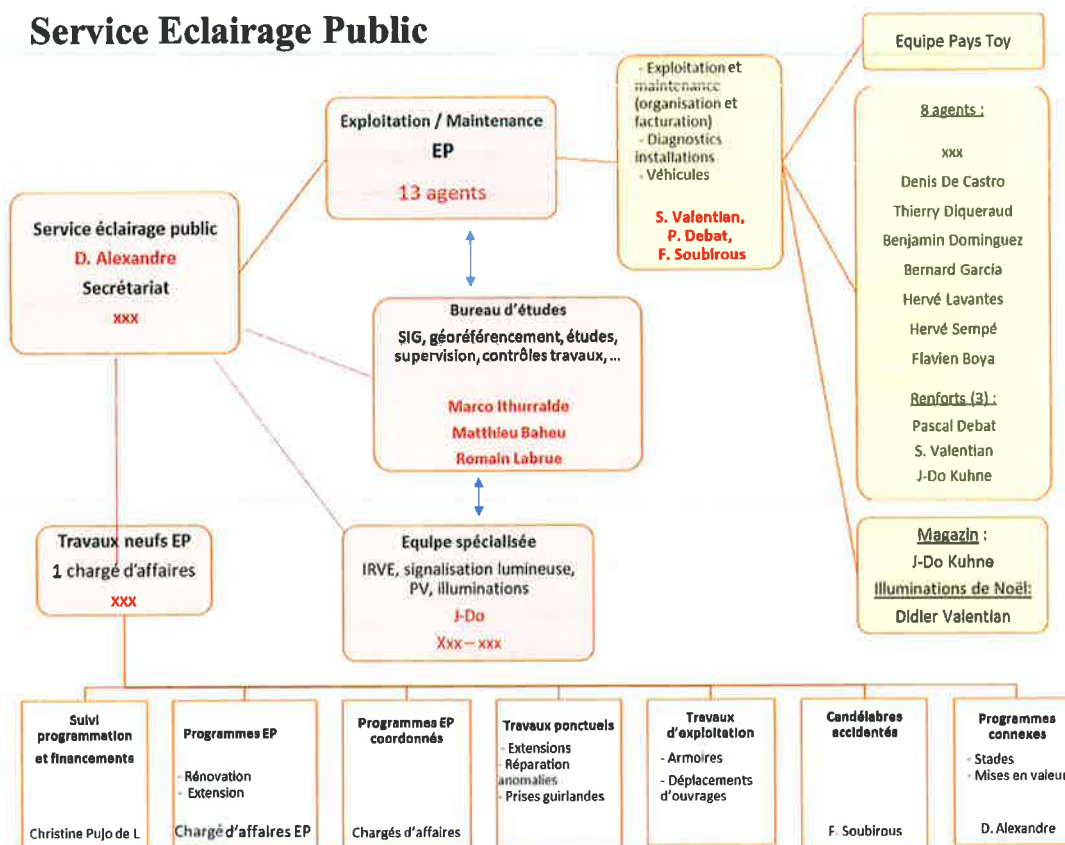 Service Eclairage Public
Service éclairage public
D. Alexandre
Secrétariat
xxx
Exploitation / Maintenance
EP
13 agents
- Exploitation et
maintenance
(organisation et
facturation)
- Diagnostics
installations
- Véhicules
S. Valentian,
P. Debat,
F. Soubirous
Equipe Pays Toy
8 agents :
xxx
Denis De Castro
Thierry Diqueraud
Benjamin Dominguez
Bernard Garcia
Hervé Lavantes
Hervé Sempé
Flavien Boya
Renforts (3) :
Pascal Debat
S. Valentian
J-Do Kuhne
Magazin :
J-Do Kuhne
Illuminations de Noël:
Didier Valentian
Bureau d'études
SIG, géoréférencement, études,
supervision, contrôles travaux, ...
Marco Ithurralde
Matthieu Baheu
Romain Labrue
Equipe spécialisée
IRVE, signalisation lumineuse,
PV, illuminations
J-Do
Xxx – xxx
Travaux neufs EP
1 chargé d'affaires
xxx
Suivi
programmation
et financements
Christine Pujo de L
Programmes EP
- Rénovation
- Extension
Chargé d'affaires EP
Programmes EP
coordonnés
Chargés d'affaires
Travaux ponctuels
- Extensions
- Réparation
anomalies
- Prises guirlandes
Travaux
d'exploitation
- Armoires
- Déplacements
d'ouvrages
Candélabres
accidentés
F. Soubirous
Programmes
connexes
- Stades
- Mises en valeur
D. Alexandre